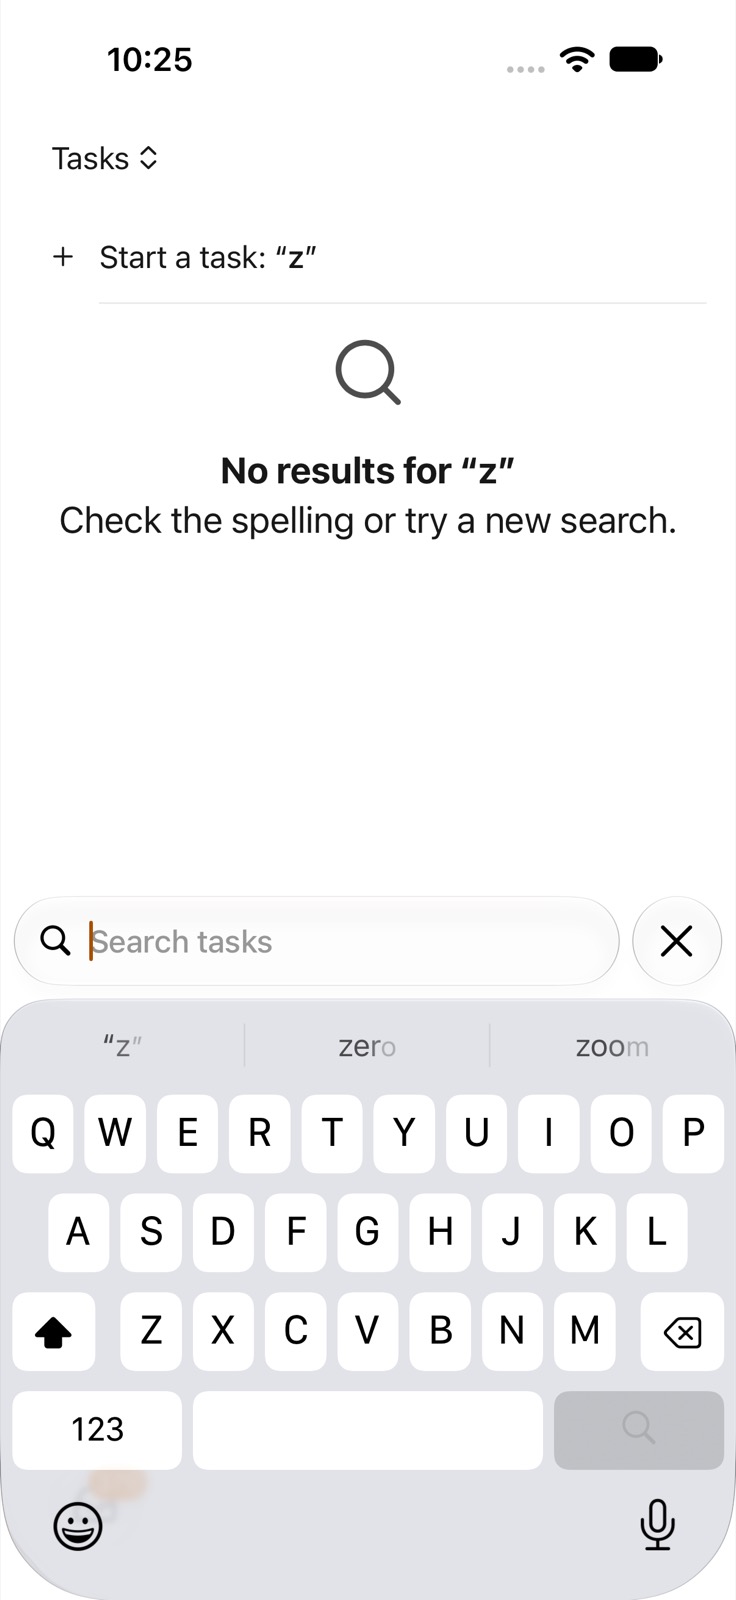 10:25
Tasks
Start a task: “z”
No results for “z”
Check the spelling or try a new search.
Search tasks
“z” zero zoom
Q W E R T Y U I O P
A S D F G H J K L
Z X C V B N M
123